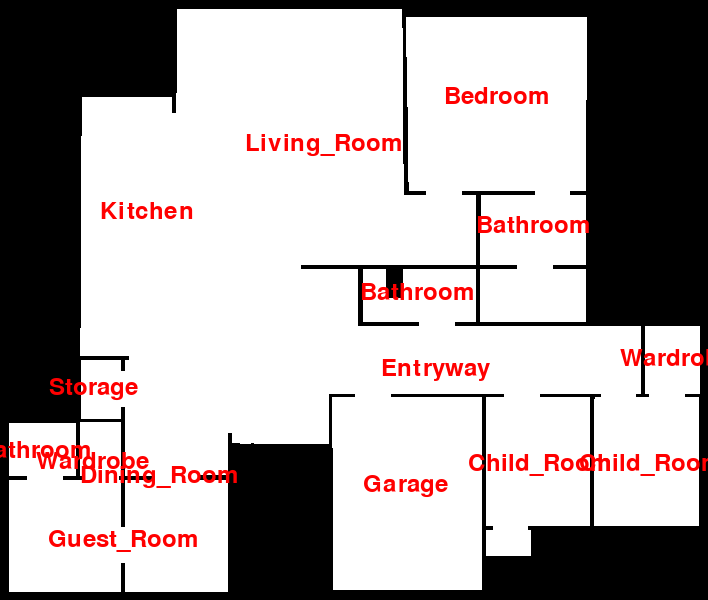 Bedroom
Living_Room
Kitchen
Bathroom
Bathroom
Entryway
Wardrob
Storage
athroom
Wardrobe
Child_Room
Child_Room
Dining_Room
Garage
Guest_Room